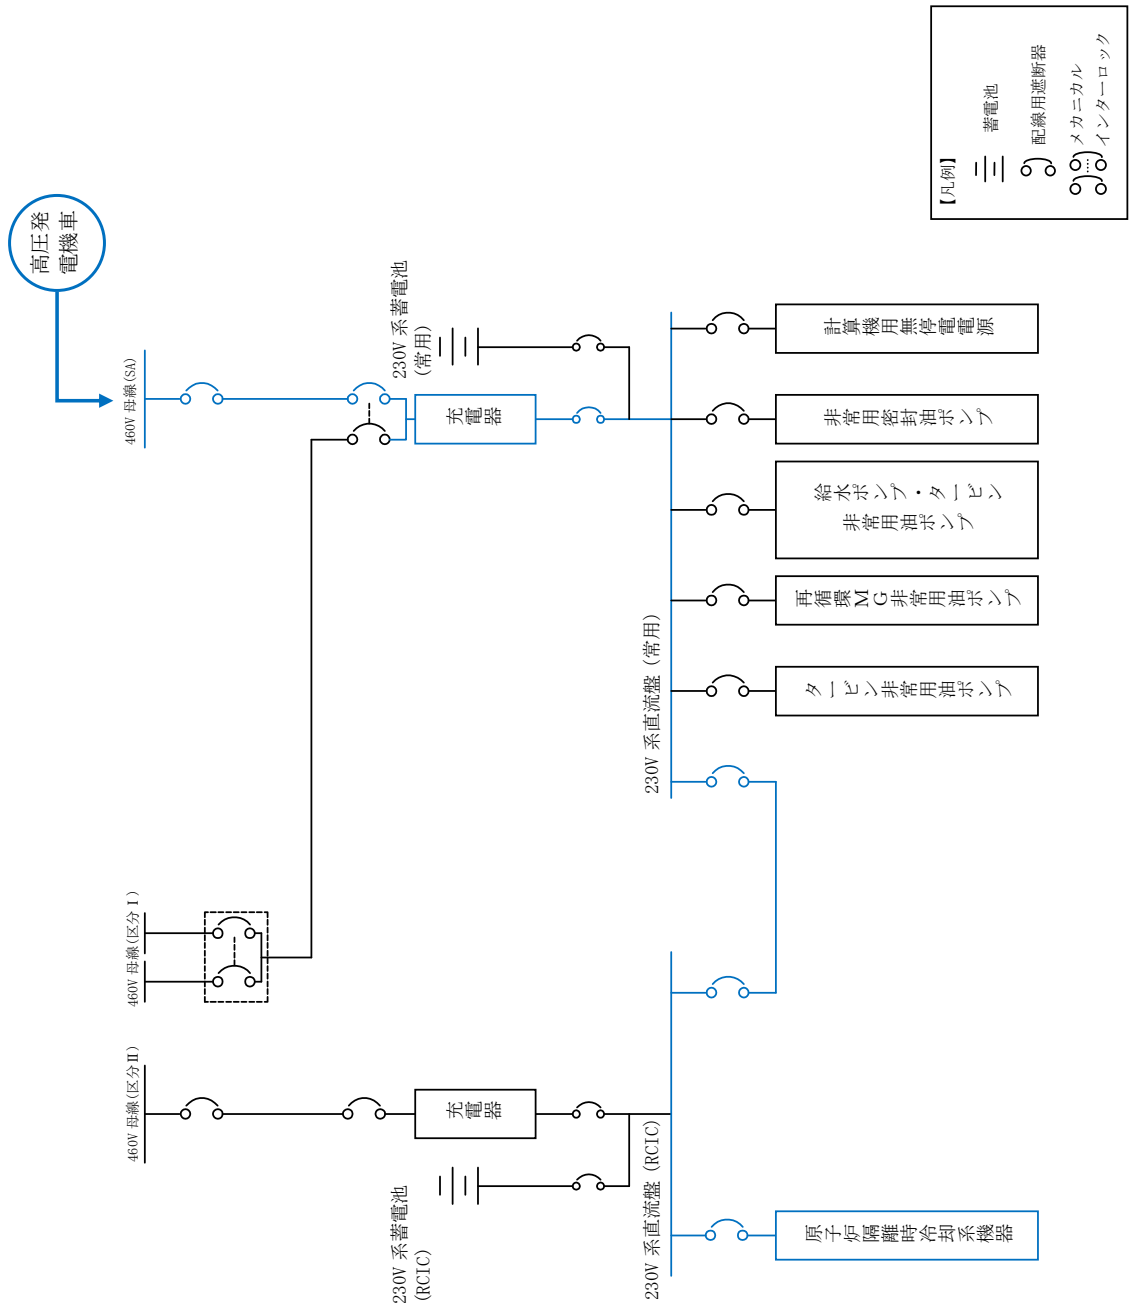 高圧発
電機車
460V 母線(SA)
460V 母線(区分Ⅰ)
460V 母線(区分Ⅱ)
230V 系蓄電池
(常用)
充電器
230V 系直流盤 (常用)
計算機用無停電電源
非常用密封油ポンプ
給水ポンプ・タービン
非常用油ポンプ
再循環MG非常用油ポンプ
タービン非常用油ポンプ
充電器
230V 系蓄電池
(RCIC)
230V 系直流盤 (RCIC)
原子炉隔離時冷却系機器
【凡例】
蓄電池
配線用遮断器
メカニカル
インターロック